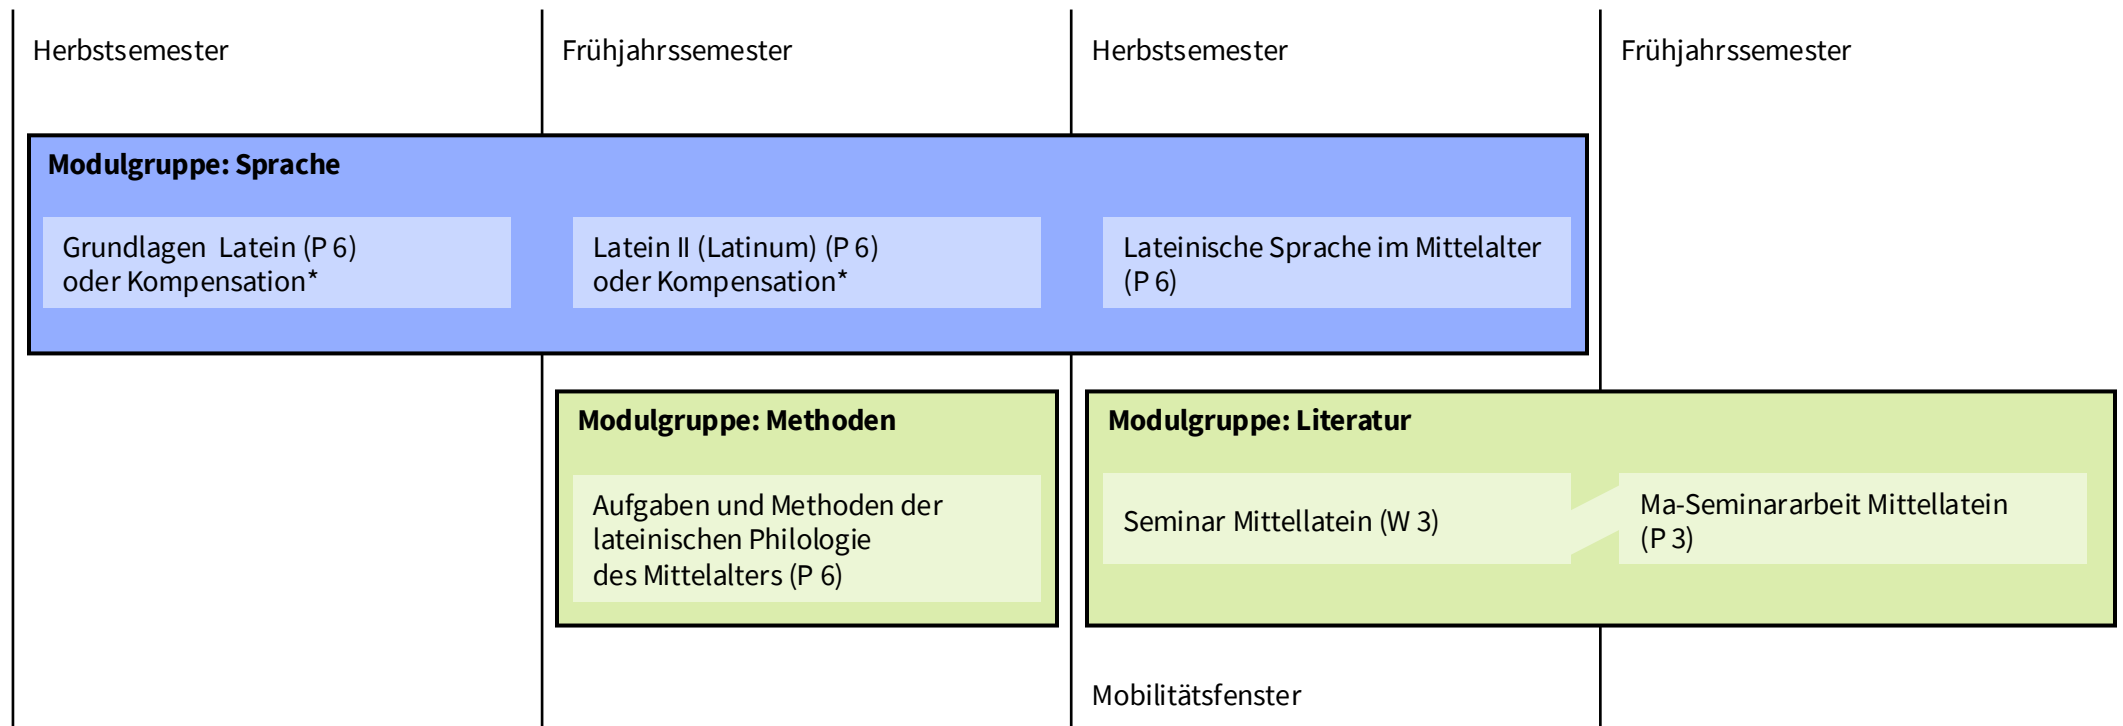 Herbstsemester
Frühjahrssemester
Herbstsemester
Frühjahrssemester
Modulgruppe: Sprache
Grundlagen Latein (P 6)
oder Kompensation*
Latein II (Latinum) (P 6)
oder Kompensation*
Lateinische Sprache im Mittelalter
(P 6)
Modulgruppe: Methoden
Aufgaben und Methoden der
lateinischen Philologie
des Mittelalters (P 6)
Modulgruppe: Literatur
Seminar Mittellatein (W 3)
Ma-Seminararbeit Mittellatein
(P 3)
Mobilitätsfenster